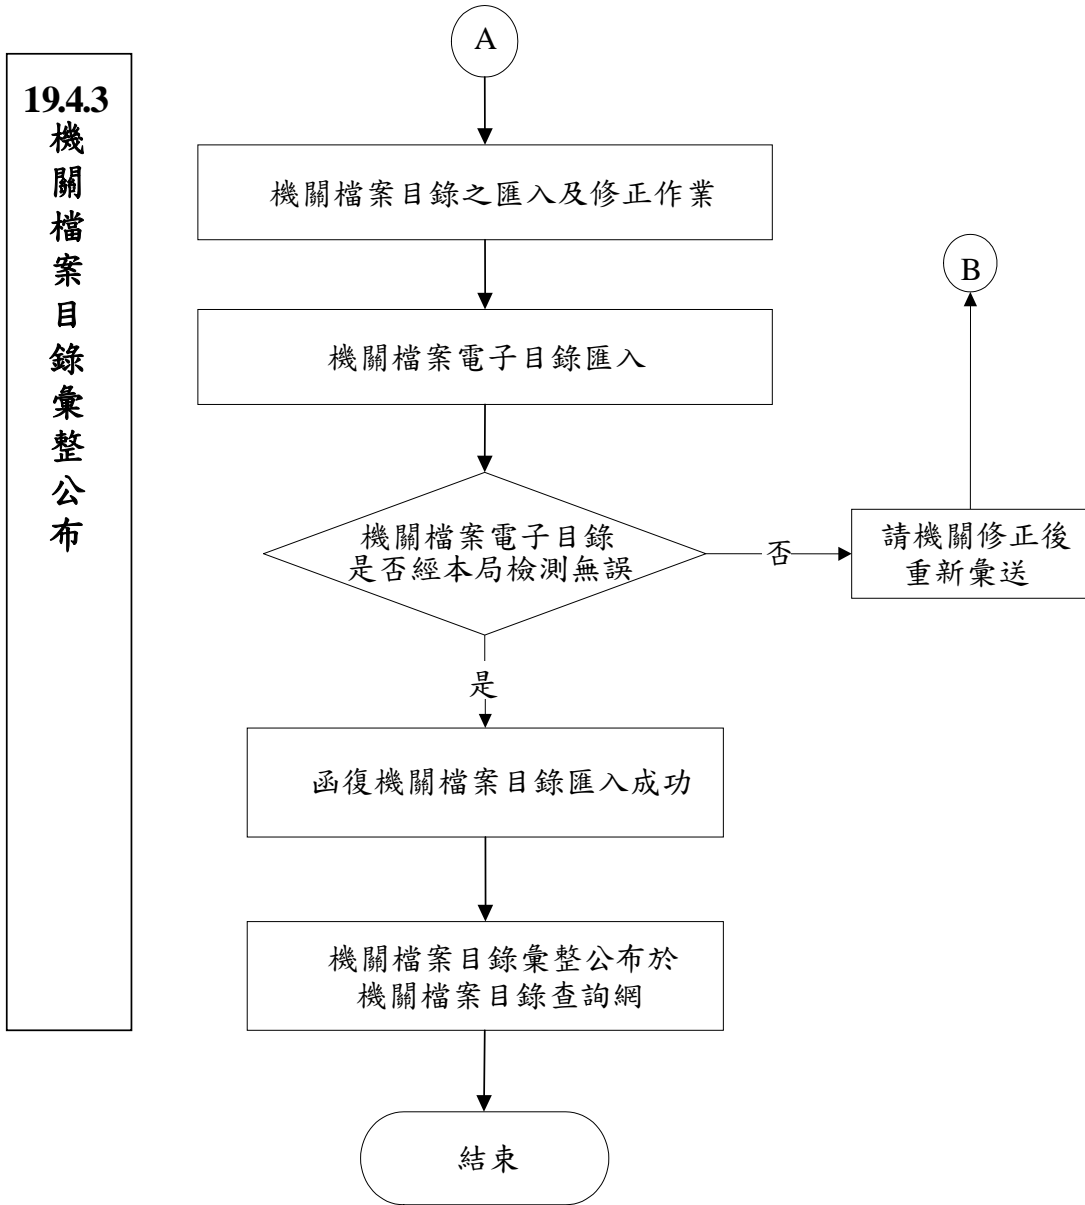 19.4.3
機關檔案目錄彙整公布
A
機關檔案目錄之匯入及修正作業
B
機關檔案電子目錄匯入
機關檔案電子目錄
是否經本局檢測無誤
否
請機關修正後
重新彙送
是
函復機關檔案目錄匯入成功
機關檔案目錄彙整公布於
機關檔案目錄查詢網
結束